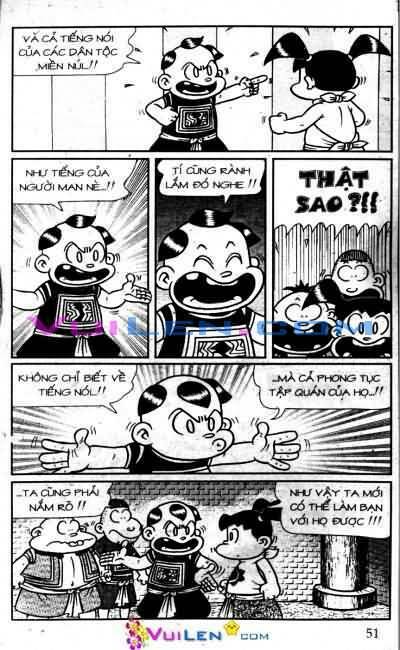 VÀ CẢ TIẾNG NÓI
CỦA CÁC DÂN TỘC
MIỀN NÚI..!!
NHƯ TIẾNG CỦA
NGƯỜI MAN NÈ..!!
TÍ CŨNG RÀNH
LẮM ĐÓ NGHE !!!
THẬT
SAO?!!
VUILEN.COM
KHÔNG CHỈ BIẾT VỀ
TIẾNG NÓI..!!
..MÀ CẢ PHONG TỤC
TẬP QUÁN CỦA HỌ..!!
..TA CŨNG PHẢI
NẮM RÕ !!!
NHƯ VẬY TA MỚI
CÓ THỂ LÀM BẠN
VỚI HỌ ĐƯỢC !!!
51
VUILEN.COM